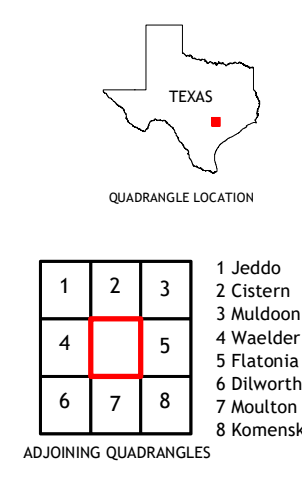 TEXAS
QUADRANGLE LOCATION
1 2 3
4 5
6 7 8
1 Jeddo
2 Cistern
3 Muldoon
4 Waelder
5 Flatonia
6 Dilworth
7 Moulton
8 Komensk
ADJOINING QUADRANGLES